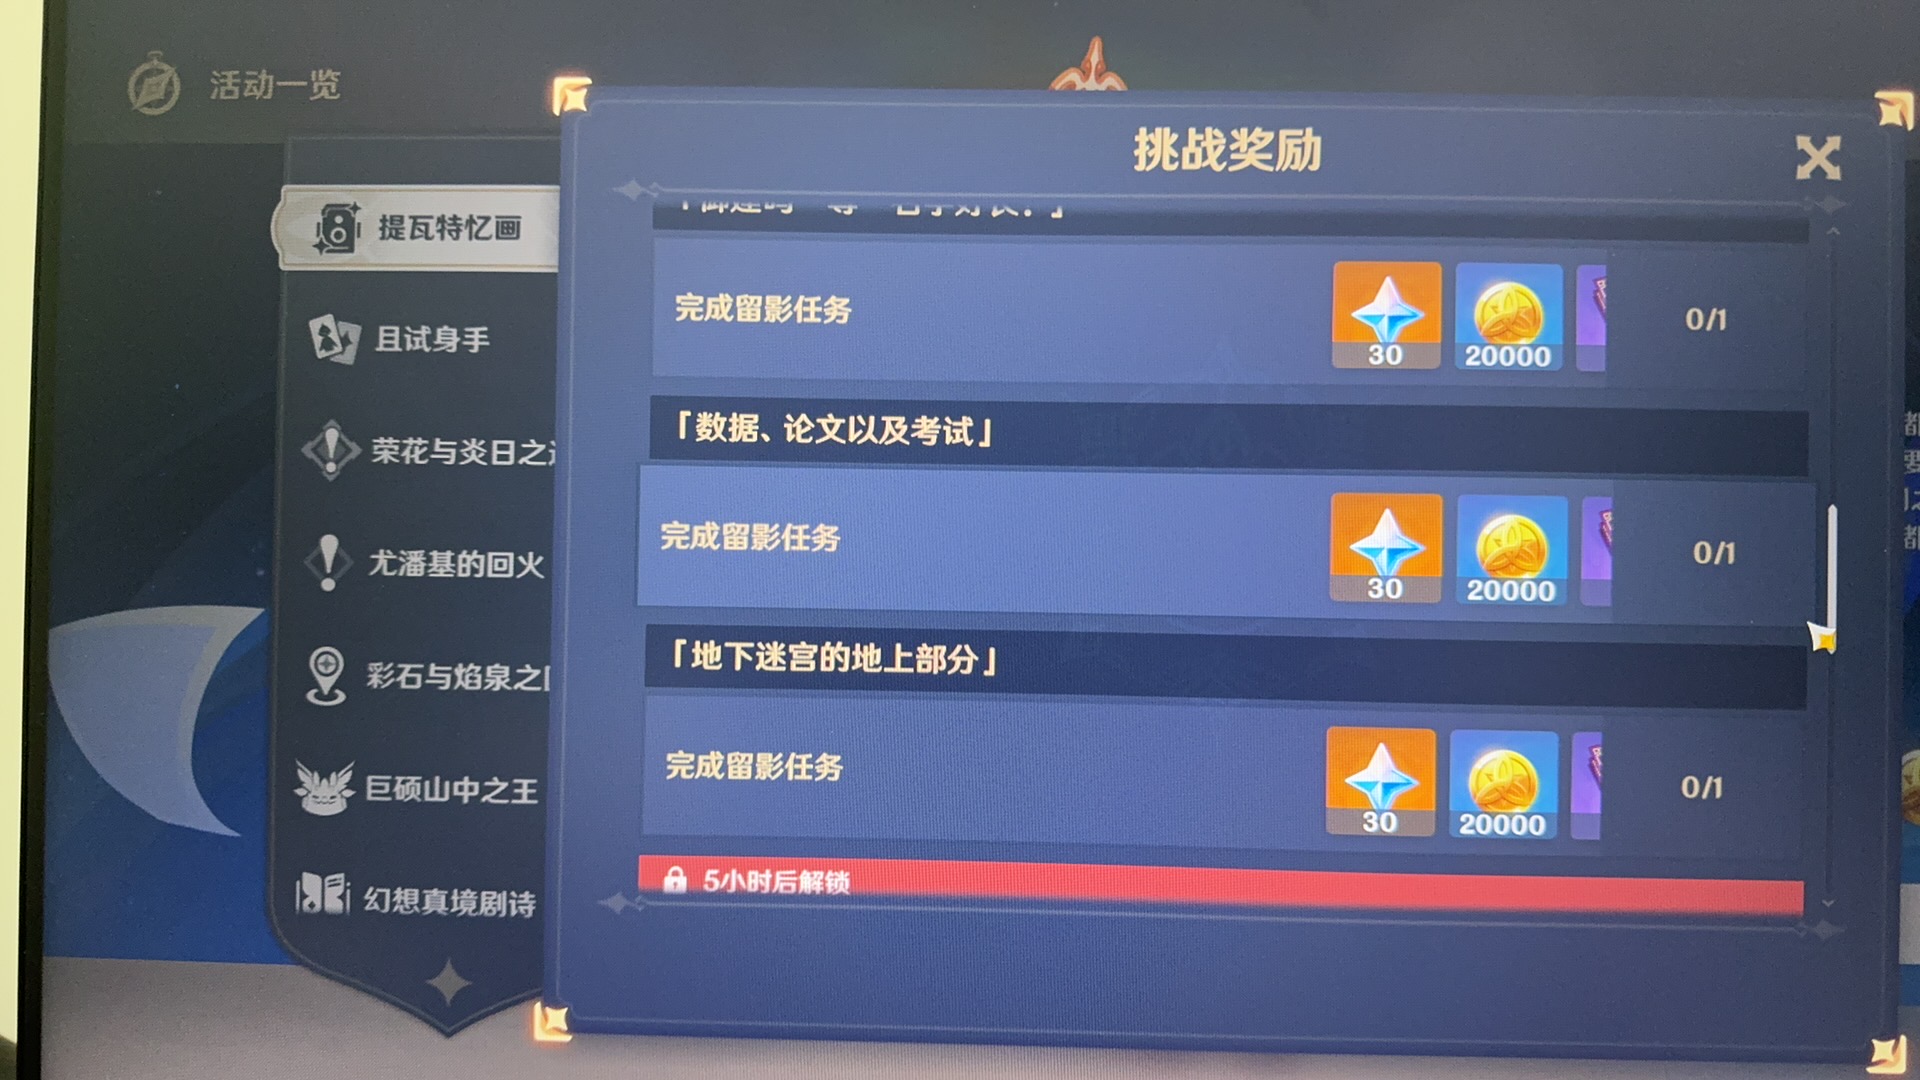 活动一览
挑战奖励
提瓦特忆画
且试身手
荣花与炎日之
尤潘基的回火
彩石与焰泉之
巨硕山中之王
幻想真境剧诗
完成留影任务
30
20000
0/1
「数据、论文以及考试」
完成留影任务
30
20000
0/1
「地下迷宫的地上部分」
完成留影任务
30
20000
0/1
5小时后解锁